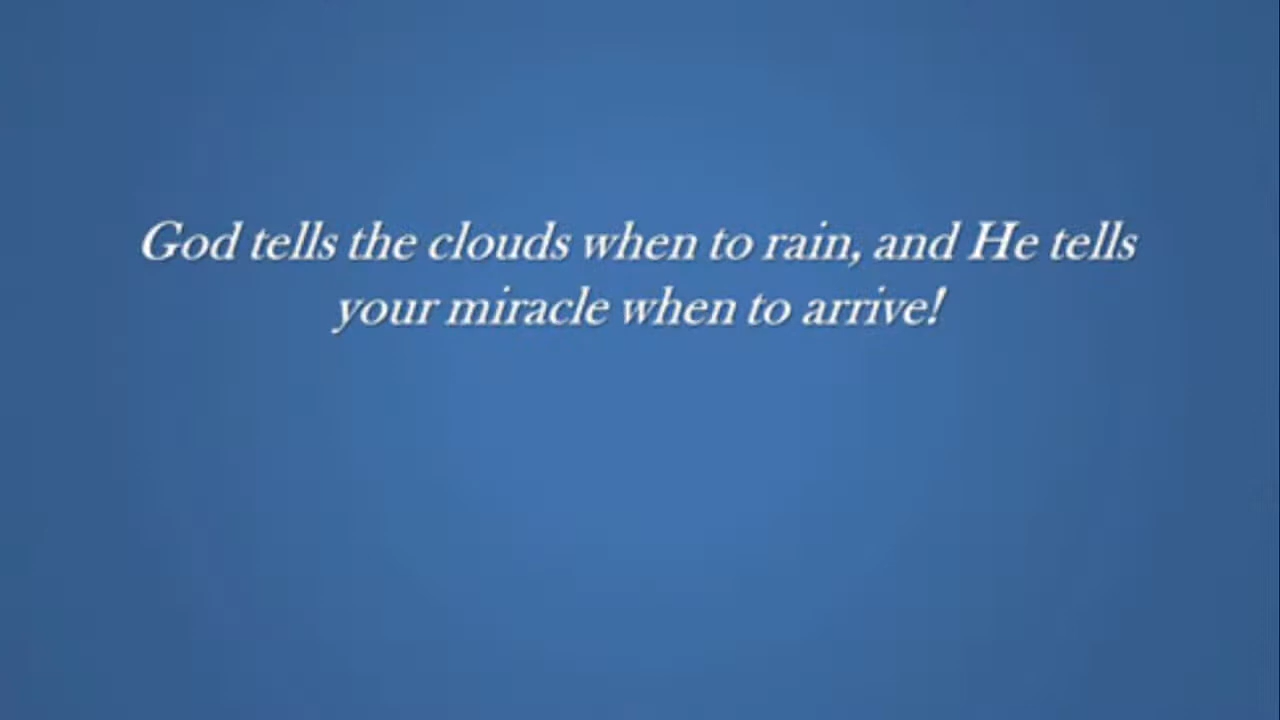 God tells the clouds when to rain, and He tells
your miracle when to arrive!